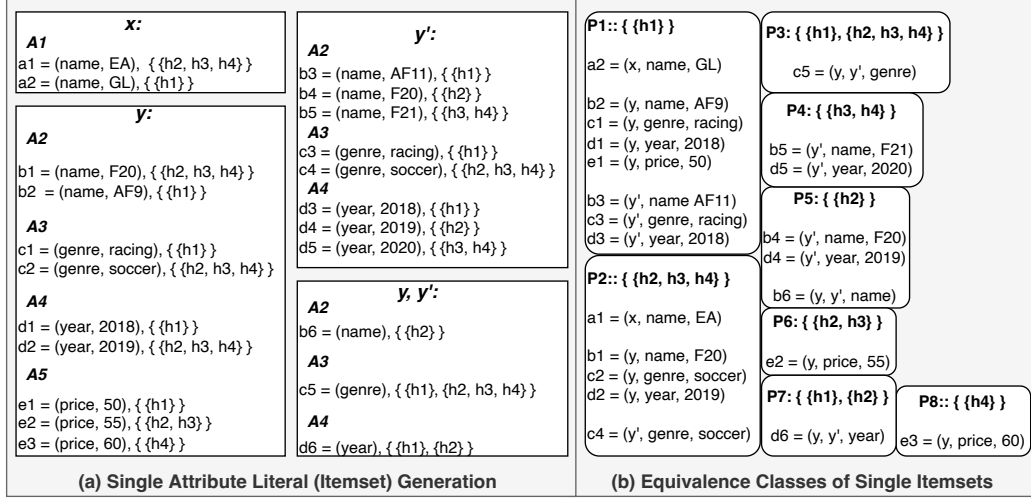 x:
A1
a1 = (name, EA), { {h2, h3, h4} }
a2 = (name, GL), { {h1} }
y:
A2
b1 = (name, F20), { {h2, h3, h4} }
b2 = (name, AF9), { {h1} }
A3
c1 = (genre, racing), { {h1} }
c2 = (genre, soccer), { {h2, h3, h4} }
A4
d1 = (year, 2018), { {h1} }
d2 = (year, 2019), { {h2, h3, h4} }
A5
e1 = (price, 50), { {h1} }
e2 = (price, 55), { {h2, h3} }
e3 = (price, 60), { {h4} }
y':
A2
b3 = (name, AF11), { {h1} }
b4 = (name, F20), { {h2} }
b5 = (name, F21), { {h3, h4} }
A3
c3 = (genre, racing), { {h1} }
c4 = (genre, soccer), { {h2, h3, h4} }
A4
d3 = (year, 2018), { {h1} }
d4 = (year, 2019), { {h2} }
d5 = (year, 2020), { {h3, h4} }
y, y':
A2
b6 = (name), { {h2} }
A3
c5 = (genre), { {h1}, {h2, h3, h4} }
A4
d6 = (year), { {h1}, {h2} }
(a) Single Attribute Literal (Itemset) Generation
P1:: { {h1} }
a2 = (x, name, GL)
b2 = (y, name, AF9)
c1 = (y, genre, racing)
d1 = (y, year, 2018)
e1 = (y, price, 50)
b3 = (y', name AF11)
c3 = (y', genre, racing)
d3 = (y', year, 2018)
P2:: { {h2, h3, h4} }
a1 = (x, name, EA)
b1 = (y, name, F20)
c2 = (y, genre, soccer)
d2 = (y, year, 2019)
c4 = (y', genre, soccer)
P3: { {h1}, {h2, h3, h4} }
c5 = (y, y', genre)
P4: { {h3, h4} }
b5 = (y', name, F21)
d5 = (y', year, 2020)
P5: { {h2} }
b4 = (y', name, F20)
d4 = (y', year, 2019)
b6 = (y, y', name)
P6: { {h2, h3} }
e2 = (y, price, 55)
P7: { {h1}, {h2} }
d6 = (y, y', year)
P8:: { {h4} }
e3 = (y, price, 60)
(b) Equivalence Classes of Single Itemsets